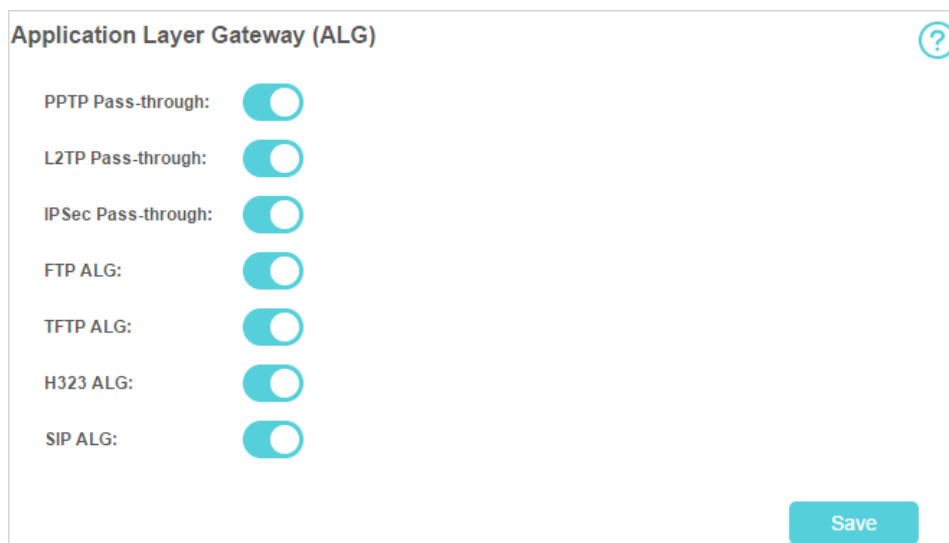 Application Layer Gateway (ALG)
?
PPTP Pass-through:
L2TP Pass-through:
IPSec Pass-through:
FTP ALG:
TFTP ALG:
H323 ALG:
SIP ALG:
Save